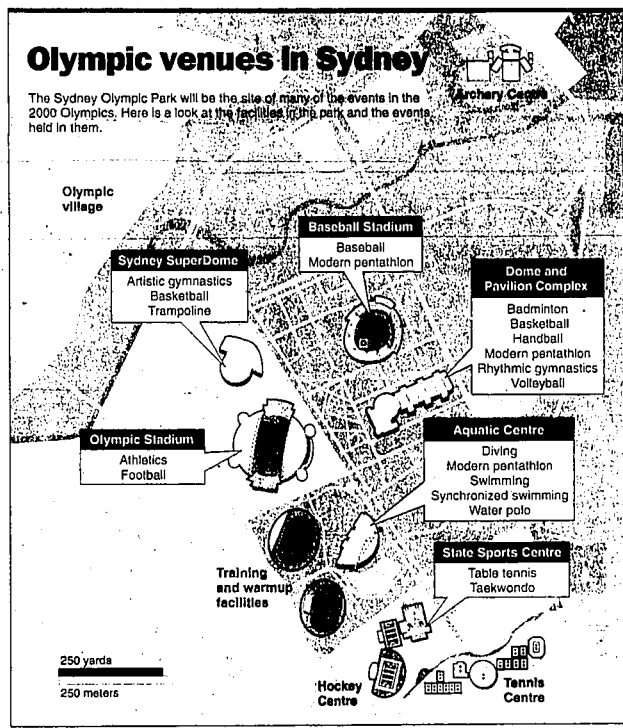 Olympic venues in Sydney
The Sydney Olympic Park will be the site of many of the events in the
2000 Olympics. Here is a look at the facilities in the park and the events
held in them.
Archery Centre
Olympic
village
Baseball Stadium
Baseball
Modern pentathlon
Sydney SuperDome
Artistic gymnastics
Basketball
Trampoline
Dome and
Pavilion Complex
Badminton
Basketball
Handball
Modern pentathlon
Rhythmic gymnastics
Volleyball
Olympic Stadium
Athletics
Football
Aquatic Centre
Diving
Modern pentathlon
Swimming
Synchronized swimming
Water polo
Training
and warmup
facilities
State Sports Centre
Table tennis
Taekwondo
250 yards
250 meters
Hockey
Centre
Tennis
Centre